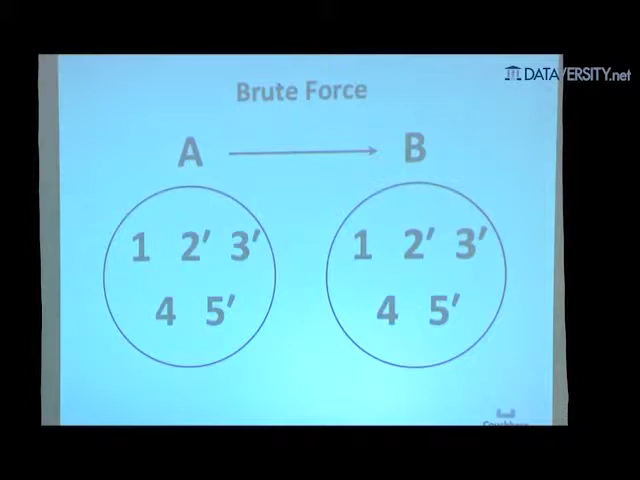 DATAVERSITY.net
Brute Force
A B
1 2′ 3′ 1 2′ 3′
4 5′ 4 5′